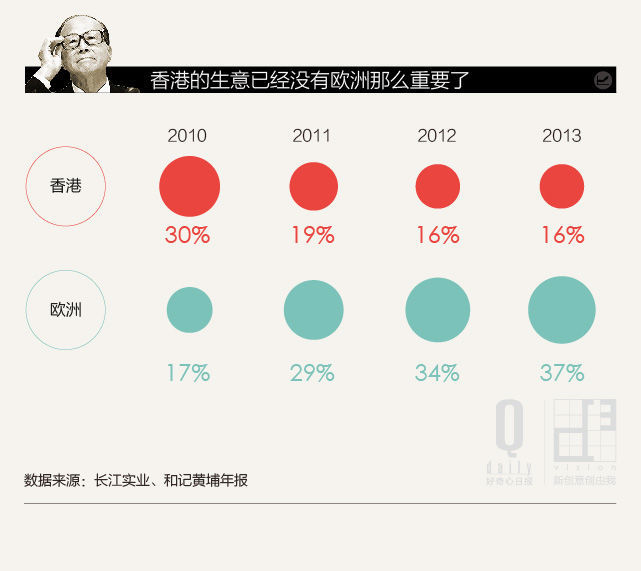 香港的生意已经没有欧洲那么重要了
2010 2011 2012 2013
香港
30% 19% 16% 16%
欧洲
17% 29% 34% 37%
Q
daily
好奇心日报
vision
新创意创由我
数据来源：长江实业、和记黄埔年报